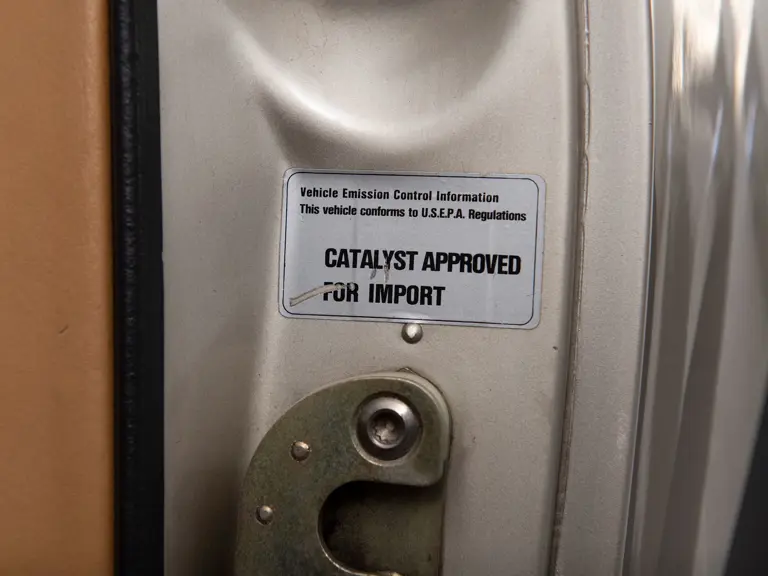 Vehicle Emission Control Information
This vehicle conforms to U.S.E.P.A. Regulations
CATALYST APPROVED
FOR IMPORT